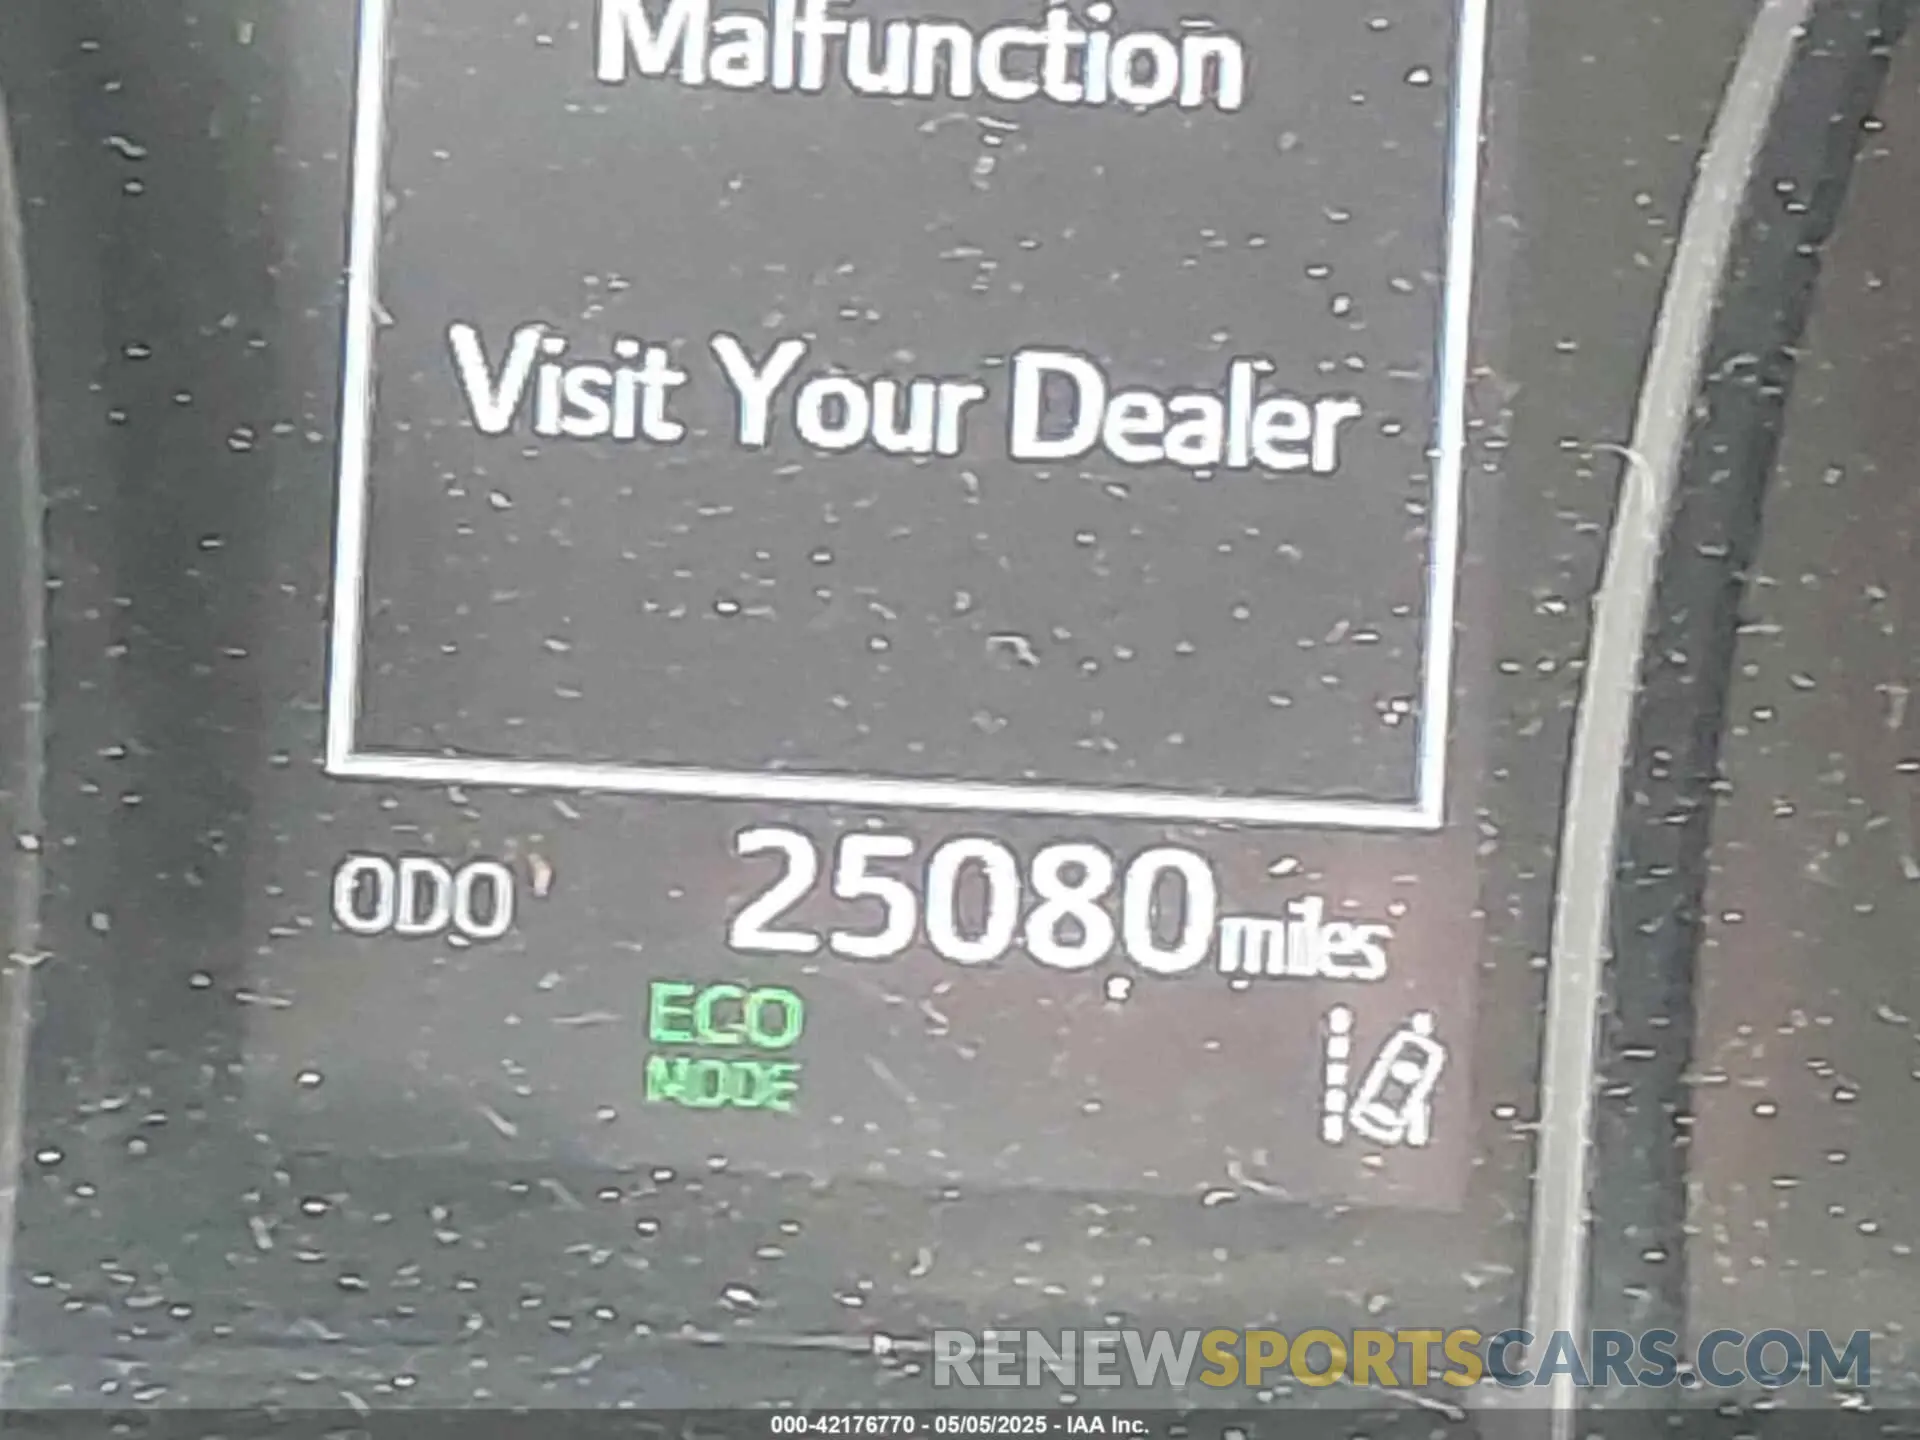 Malfunction
Visit Your Dealer
ODO 25080 miles
ECO
MODE
RENEWSPORTSCARS.COM
000-42176770 - 05/05/2025 - IAA Inc.